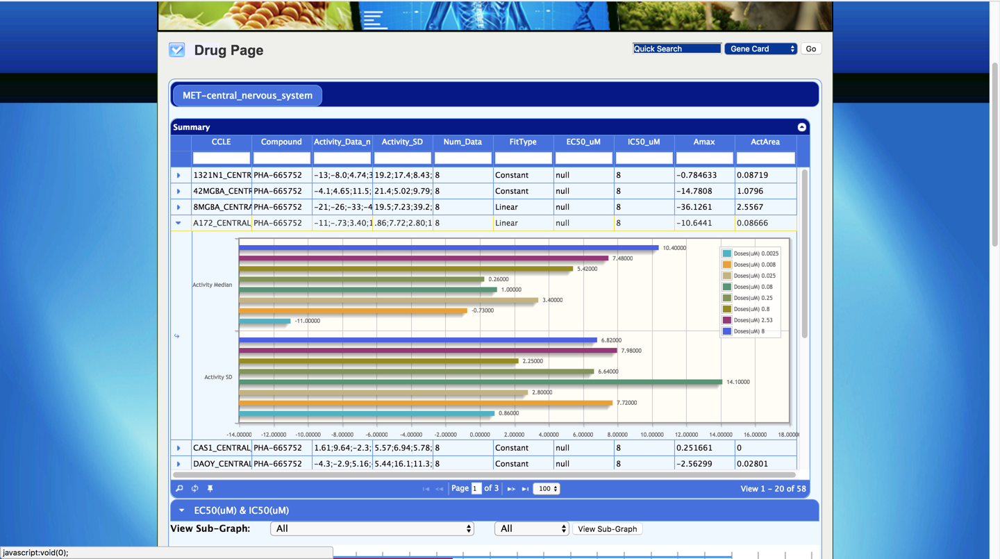 Drug Page
Quick Search Gene Card Go
MET-central_nervous_system
Summary
CCLE Compound Activity_Data_n Activity_SD Num_Data FitType EC50_uM IC50_uM Amax ActArea
1321N1_CENTR PHA-665752 -13;-8.0;4.74;3 19.2;17.4;8.43; 8 Constant null 8 -0.784633 0.08719
42MGBA_CENTR PHA-665752 -4.1;4.65;11.5; 21.4;5.02;9.79; 8 Constant null 8 -14.7808 1.0796
8MGBA_CENTRA PHA-665752 -21;-26;-33;-4 19.5;7.23;39.2; 8 Linear null 8 -36.1261 2.5567
A172_CENTRAL PHA-665752 -11;-.73;3.40;1 .86;7.72;2.80;1 8 Linear null 8 -10.6441 0.08666
Activity Median
10.40000
7.48000
5.42000
0.26000
1.00000
3.40000
-0.73000
-11.00000
Doses(uM) 0.0025
Doses(uM) 0.008
Doses(uM) 0.025
Doses(uM) 0.08
Doses(uM) 0.25
Doses(uM) 0.8
Doses(uM) 2.53
Doses(uM) 8
Activity SD
6.82000
7.98000
2.25000
6.64000
14.10000
2.80000
7.72000
0.86000
-14.00000 -12.00000 -10.00000 -8.00000 -6.00000 -4.00000 -2.00000 0.00000 2.00000 4.00000 6.00000 8.00000 10.00000 12.00000 14.00000 16.00000 18.0000
CAS1_CENTRAL PHA-665752 1.61;9.64;-2.3; 5.57;6.94;5.78; 8 Constant null 8 0.251661 0
DAOY_CENTRAL PHA-665752 -4.3;-2.9;5.16; 5.44;16.1;11.3; 8 Constant null 8 -2.56299 0.02801
Page 1 of 3 100 View 1 - 20 of 58
EC50(uM) & IC50(uM)
View Sub-Graph: All All View Sub-Graph
javascript:void(0);